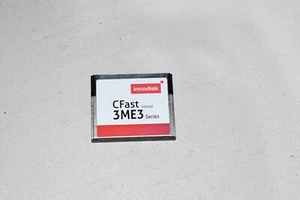 innodisk
CFast
3ME3 Series